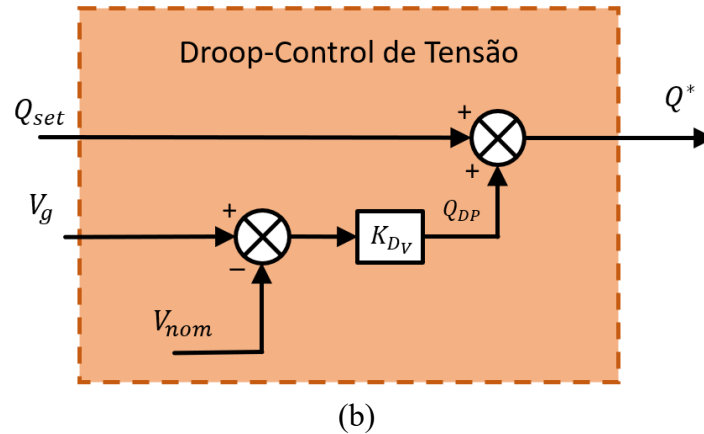 Droop-Control de Tensão
Q_set
Q*
+
+
V_g
+
Q_DP
K_D_V
−
V_nom
(b)